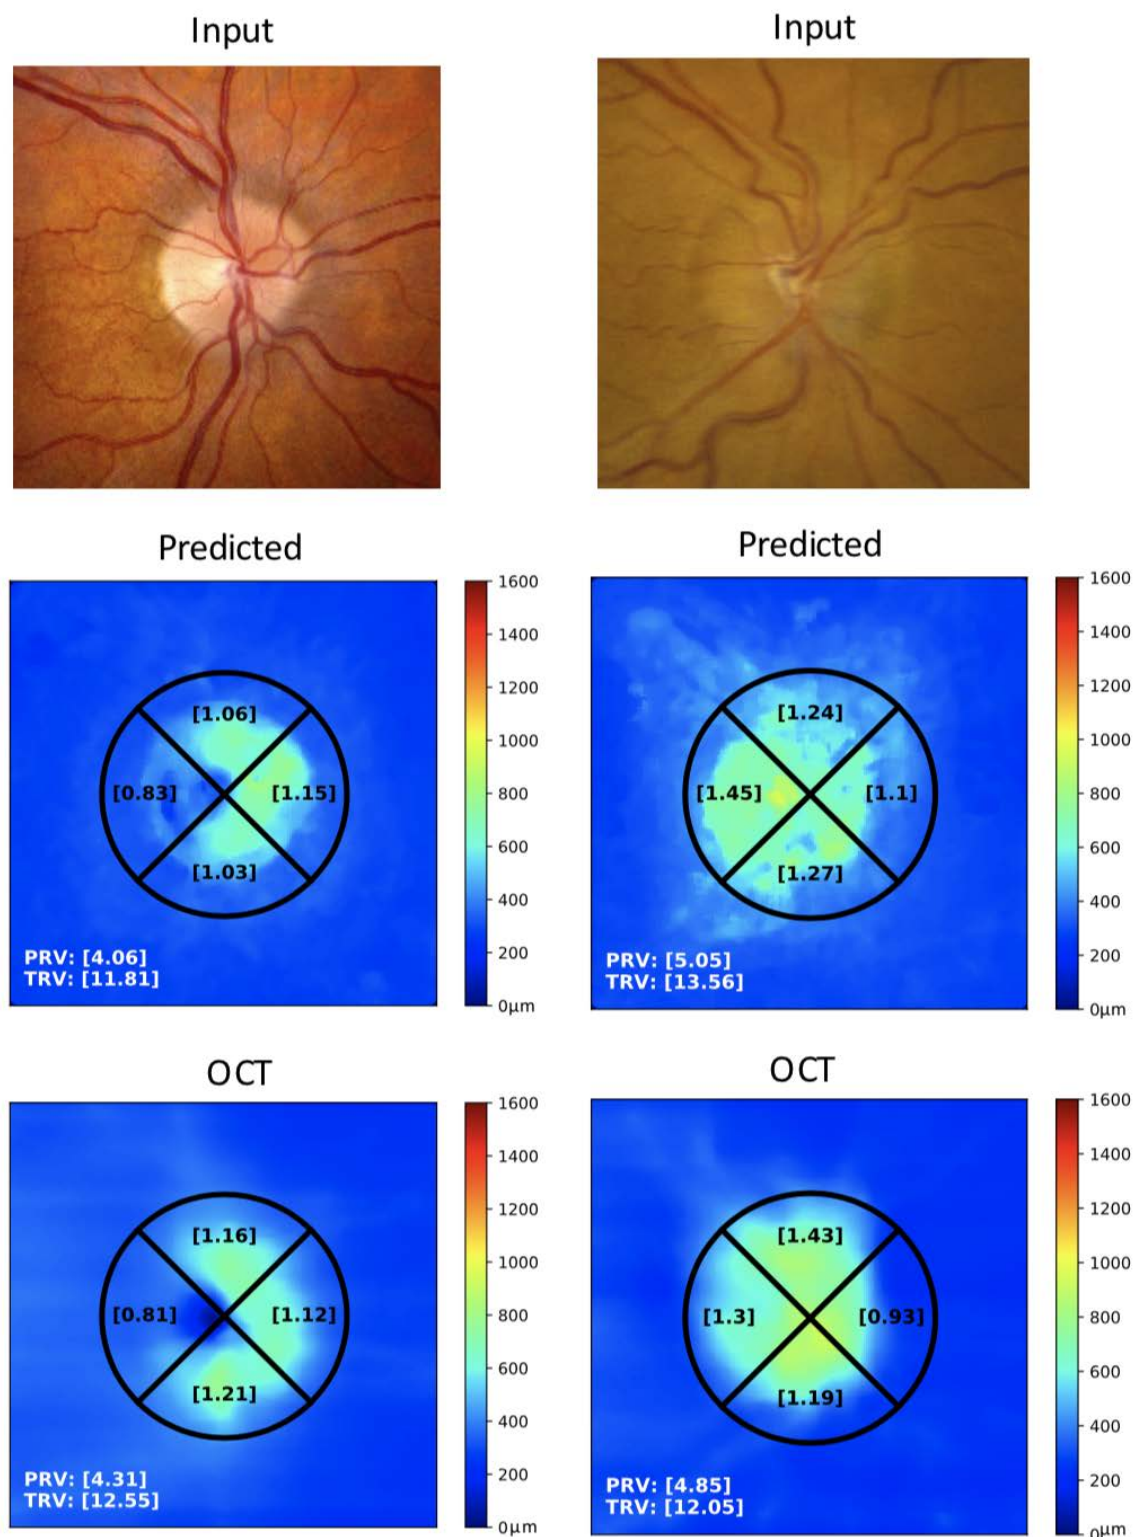 Input
Input
Predicted
Predicted
[1.06]
[0.83]
[1.15]
[1.03]
PRV: [4.06]
TRV: [11.81]
1600
1400
1200
1000
800
600
400
200
0µm
[1.24]
[1.45]
[1.1]
[1.27]
PRV: [5.05]
TRV: [13.56]
1600
1400
1200
1000
800
600
400
200
0µm
OCT
OCT
[1.16]
[0.81]
[1.12]
[1.21]
PRV: [4.31]
TRV: [12.55]
1600
1400
1200
1000
800
600
400
200
0µm
[1.43]
[1.3]
[0.93]
[1.19]
PRV: [4.85]
TRV: [12.05]
1600
1400
1200
1000
800
600
400
200
0µm